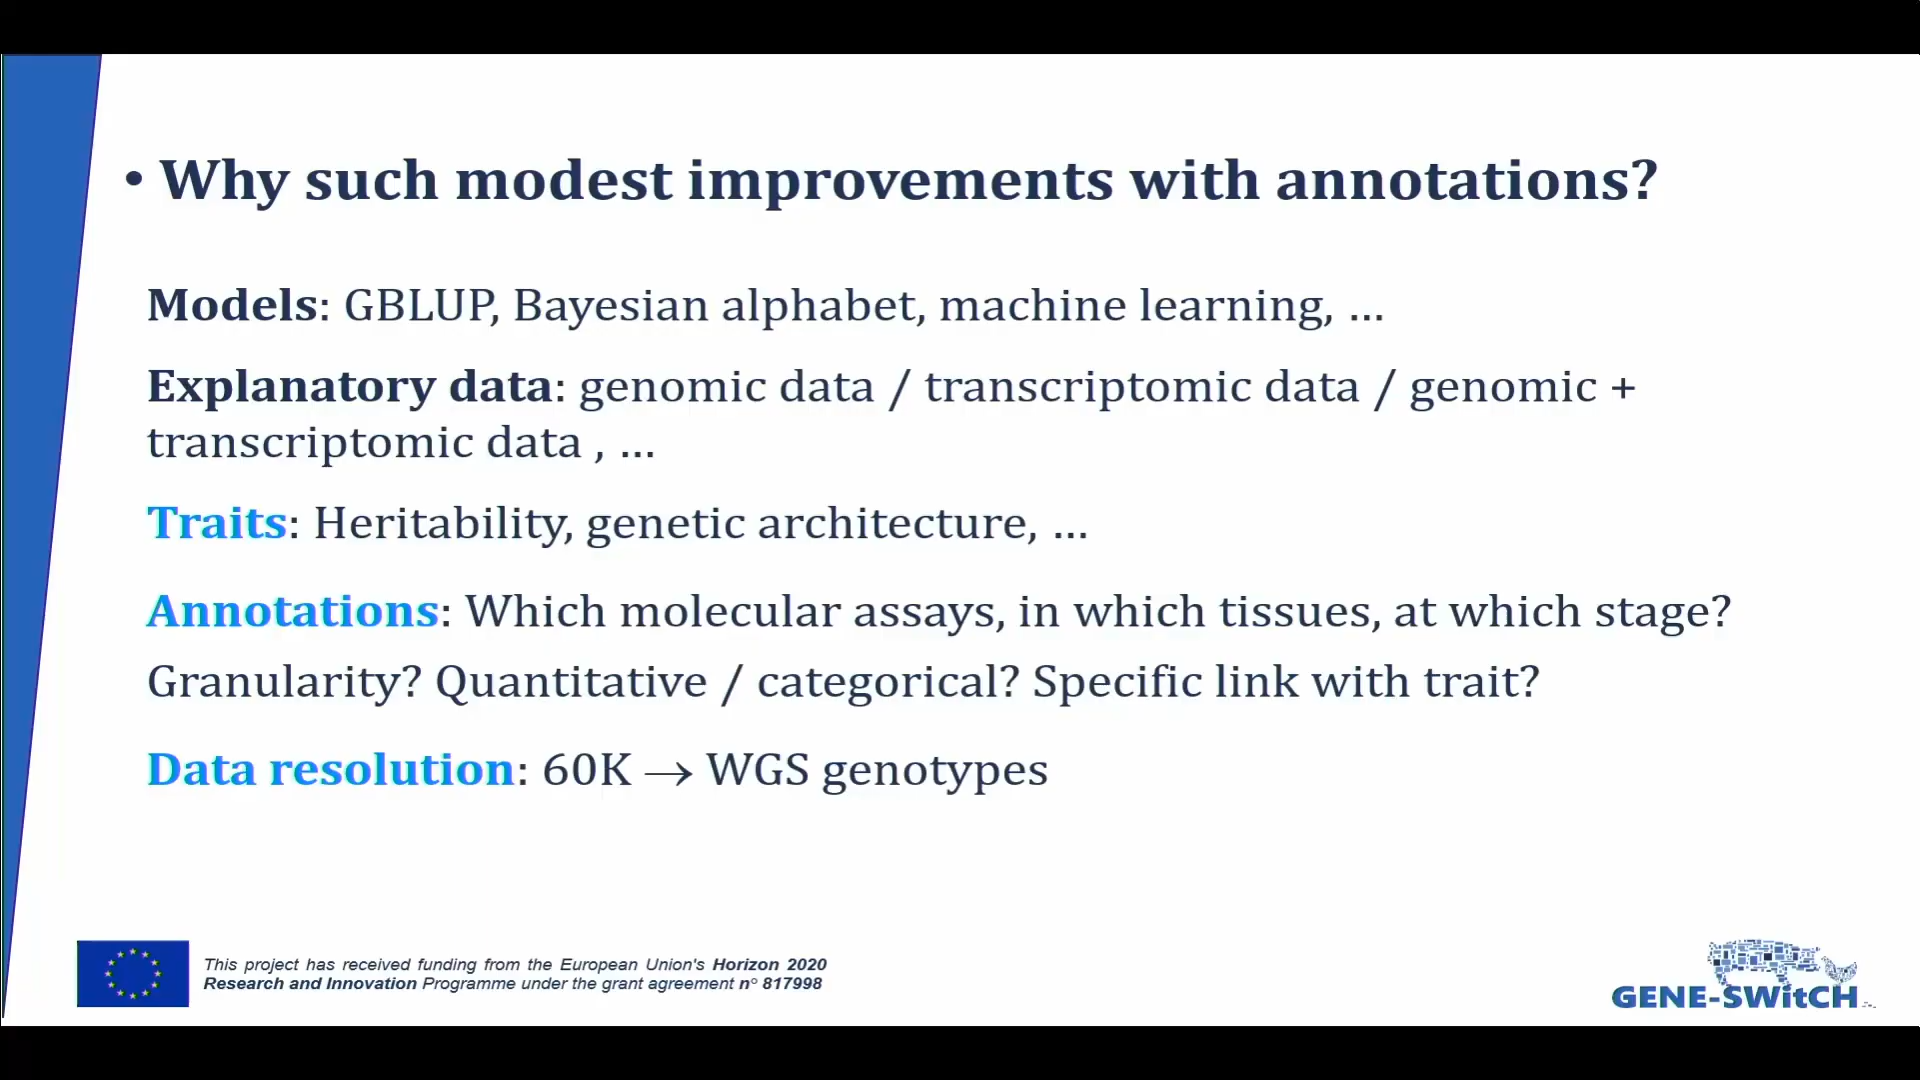 • Why such modest improvements with annotations?
Models: GBLUP, Bayesian alphabet, machine learning, ...
Explanatory data: genomic data / transcriptomic data / genomic +
transcriptomic data , ...
Traits: Heritability, genetic architecture, ...
Annotations: Which molecular assays, in which tissues, at which stage?
Granularity? Quantitative / categorical? Specific link with trait?
Data resolution: 60K → WGS genotypes
This project has received funding from the European Union's Horizon 2020
Research and Innovation Programme under the grant agreement n° 817998
GENE-SWitCH